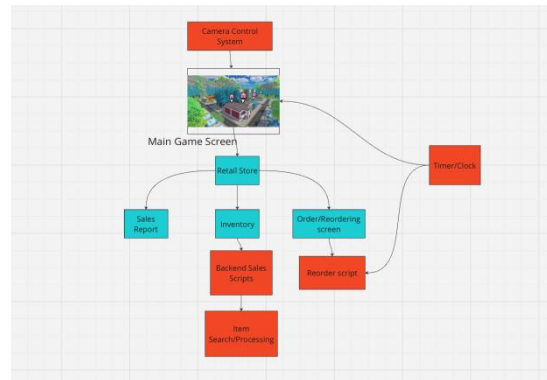 Camera Control
System
Main Game Screen
Retail Store
Timer/Clock
Sales
Report
Inventory
Order/Reordering
screen
Backend Sales
Scripts
Reorder script
Item
Search/Processing